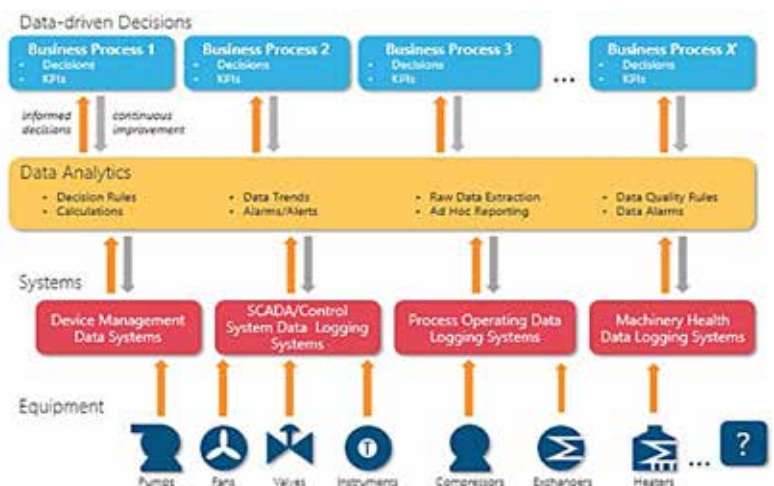 Data-driven Decisions
Business Process 1
• Decisions
• KPIs
Business Process 2
• Decisions
• KPIs
Business Process 3
• Decisions
• KPIs
...
Business Process X
• Decisions
• KPIs
informed decisions
continuous improvement
Data Analytics
• Decision Rules
• Calculations
• Data Trends
• Alarms/Alerts
• Raw Data Extraction
• Ad Hoc Reporting
• Data Quality Rules
• Data Alarms
Systems
Device Management
Data Systems
SCADA/Control
System Data Logging
Systems
Process Operating Data
Logging Systems
Machinery Health
Data Logging Systems
Equipment
T
?
...
Pumps
Fans
Valves
Instruments
Compressors
Exchangers
Heaters